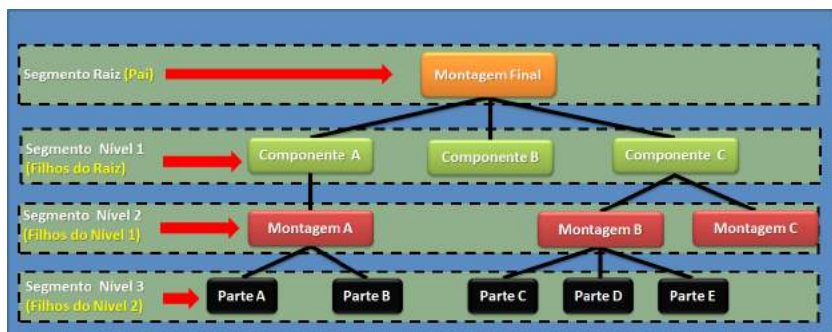 Segmento Raiz (Pai)
Montagem Final
Segmento Nível 1
(Filhos do Raiz)
Componente A
Componente B
Componente C
Segmento Nível 2
(Filhos do Nível 1)
Montagem A
Montagem B
Montagem C
Segmento Nível 3
(Filhos do Nível 2)
Parte A
Parte B
Parte C
Parte D
Parte E